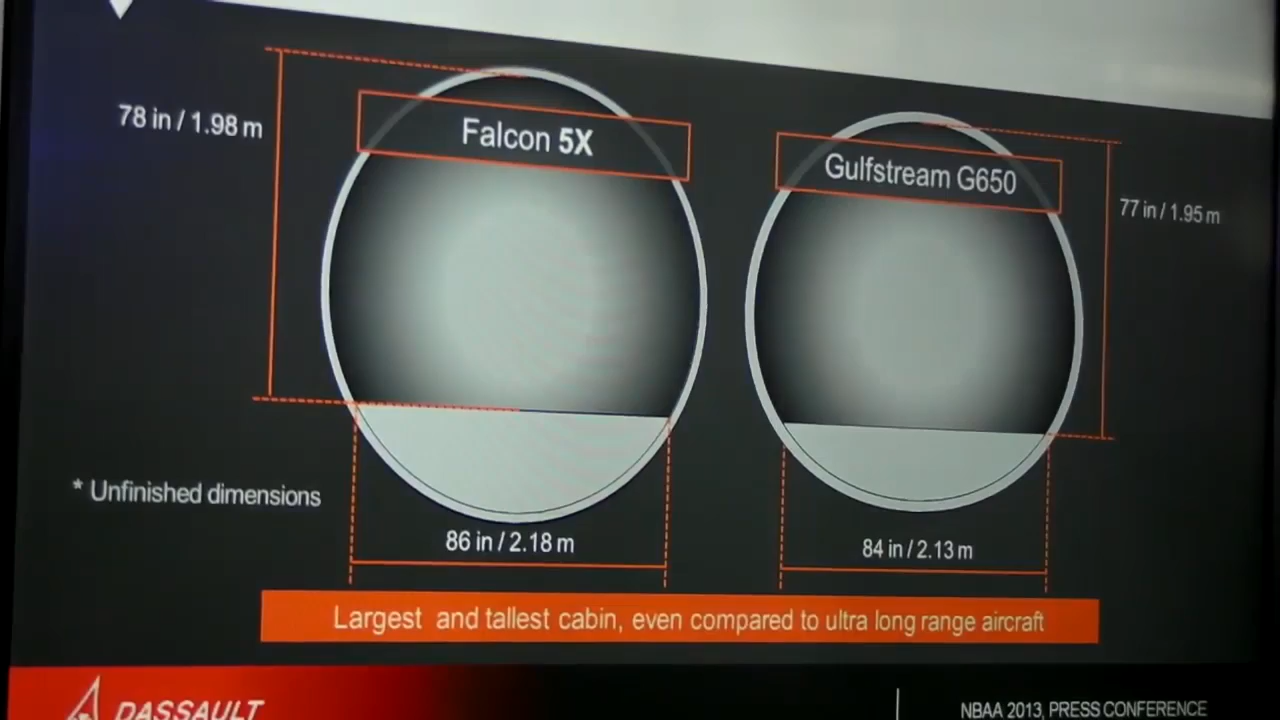 78 in / 1.98 m
Falcon 5X
Gulfstream G650
77 in / 1.95 m
* Unfinished dimensions
86 in / 2.18 m
84 in / 2.13 m
Largest and tallest cabin, even compared to ultra long range aircraft
DASSAULT
NBAA 2013, PRESS CONFERENCE